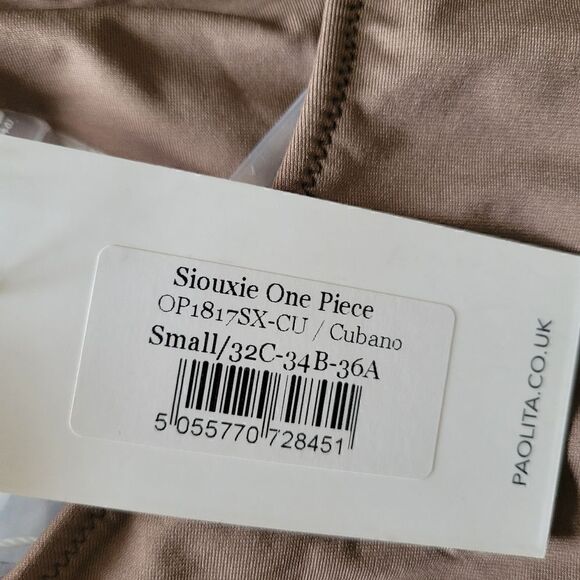 Siouxie One Piece
OP1817SX-CU / Cubano
Small/32C-34B-36A
5 055770 728451
PAOLITA.CO.UK